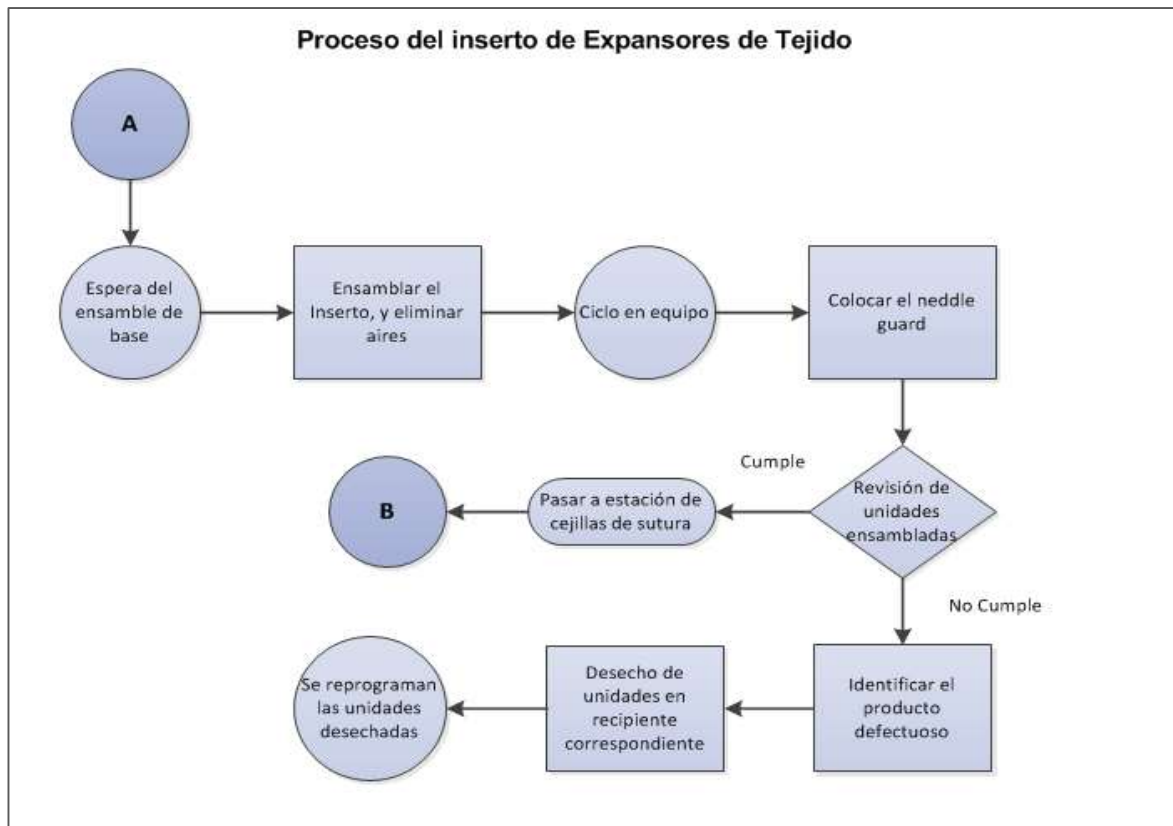 Proceso del inserto de Expansores de Tejido
A
Espera del
ensamble de
base
Ensamblar el
Inserto, y eliminar
aires
Ciclo en equipo
Colocar el neddle
guard
Revisión de
unidades
ensambladas
Cumple
Pasar a estación de
cejillas de sutura
B
No Cumple
Identificar el
producto
defectuoso
Desecho de
unidades en
recipiente
correspondiente
Se reprograman
las unidades
desechadas